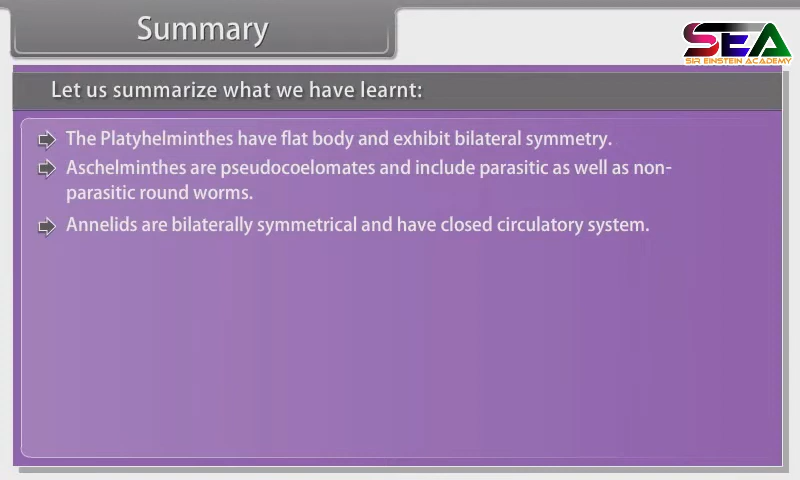 Summary
SEA
SIR EINSTEIN ACADEMY
Let us summarize what we have learnt:
The Platyhelminthes have flat body and exhibit bilateral symmetry.
Aschelminthes are pseudocoelomates and include parasitic as well as non-
parasitic round worms.
Annelids are bilaterally symmetrical and have closed circulatory system.